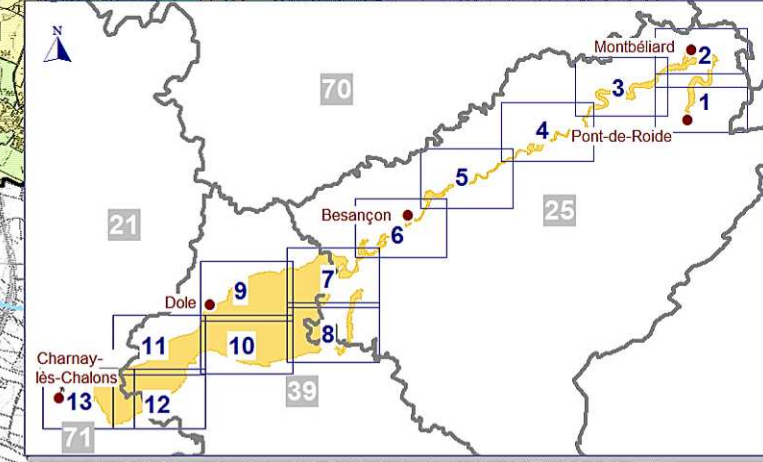 N
Montbéliard
2
70
3
1
4
Pont-de-Roide
5
25
Besançon
21
6
7
9
Dole
11
10
8
Charnay-
lès-Chalons
39
13
12
71